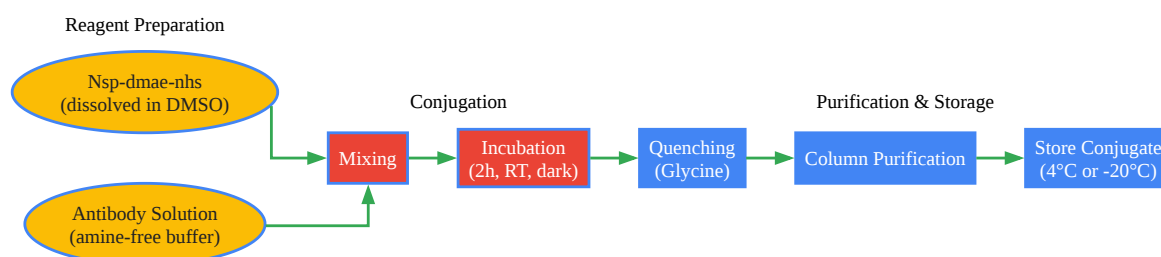 Reagent Preparation
Nsp-dmae-nhs
(dissolved in DMSO)
Antibody Solution
(amine-free buffer)
Conjugation
Mixing
Incubation
(2h, RT, dark)
Quenching
(Glycine)
Purification & Storage
Column Purification
Store Conjugate
(4°C or -20°C)